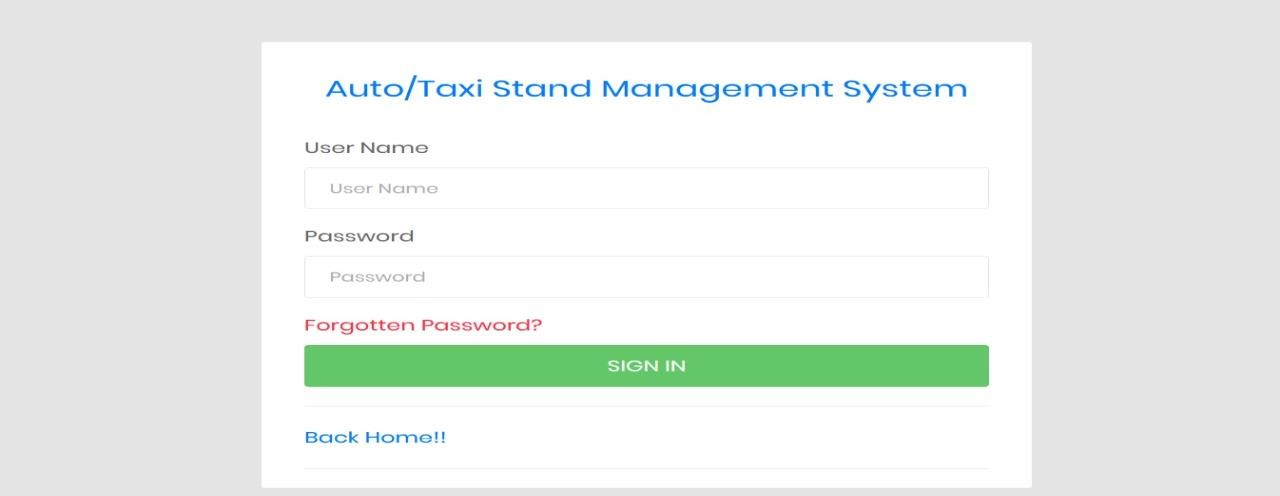 Auto/Taxi Stand Management System
User Name
User Name
Password
Password
Forgotten Password?
SIGN IN
Back Home!!